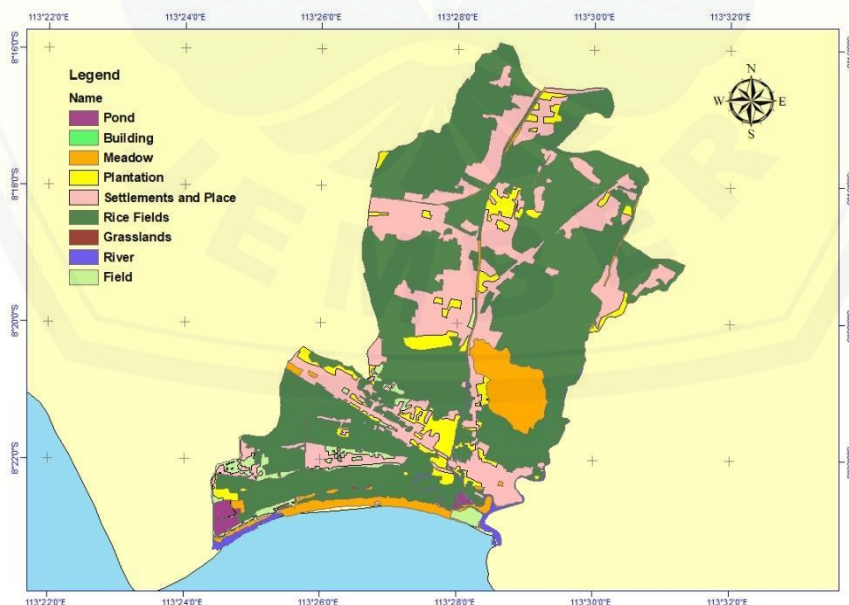 113°22'0"E 113°24'0"E 113°26'0"E 113°28'0"E 113°30'0"E 113°32'0"E
8°16'0"S
Legend
Name
Pond
Building
Meadow
Plantation
Settlements and Place
Rice Fields
Grasslands
River
Field
N
W E
S
8°18'0"S
8°20'0"S
8°22'0"S
EMBER
113°22'0"E 113°24'0"E 113°26'0"E 113°28'0"E 113°30'0"E 113°32'0"E